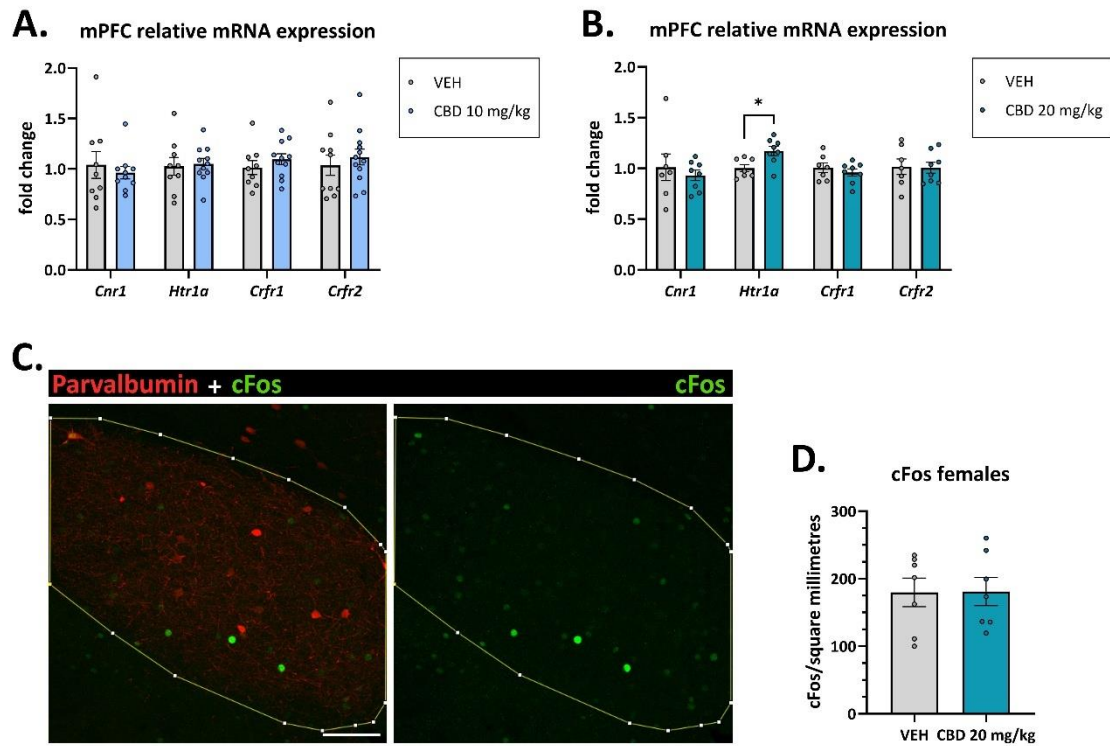 A.
mPFC relative mRNA expression
VEH
CBD 10 mg/kg
fold change
2.0
1.5
1.0
0.5
0.0
Cnr1 Htr1a Crfr1 Crfr2
B.
mPFC relative mRNA expression
VEH
CBD 20 mg/kg
fold change
2.0
1.5
1.0
0.5
0.0
*
Cnr1 Htr1a Crfr1 Crfr2
C.
Parvalbumin + cFos
cFos
D.
cFos females
cFos/square millimetres
300
200
100
0
VEH CBD 20 mg/kg